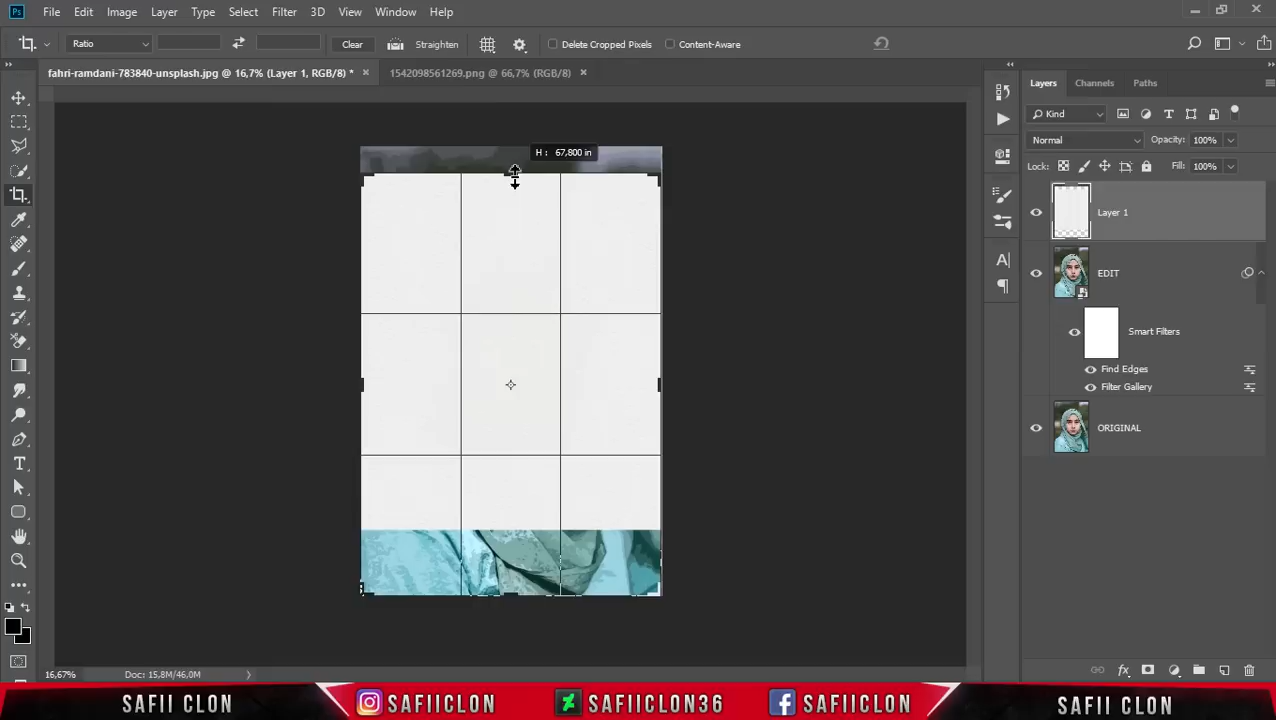 Ps File Edit Image Layer Type Select Filter 3D View Window Help
Ratio Clear Straighten Delete Cropped Pixels Content-Aware
fahri-ramdani-783840-unsplash.jpg @ 16,7% (Layer 1, RGB/8) * × 1542098561269.png @ 66,7% (RGB/8) ×
Layers Channels Paths
Kind
Normal Opacity: 100%
Lock: Fill: 100%
H : 67,800 in
Layer 1
EDIT
Smart Filters
Find Edges
Filter Gallery
ORIGINAL
16,67% Doc: 15,8M/46,0M
SAFII CLON SAFIICLON SAFIICLON36 SAFIICLON SAFII CLON